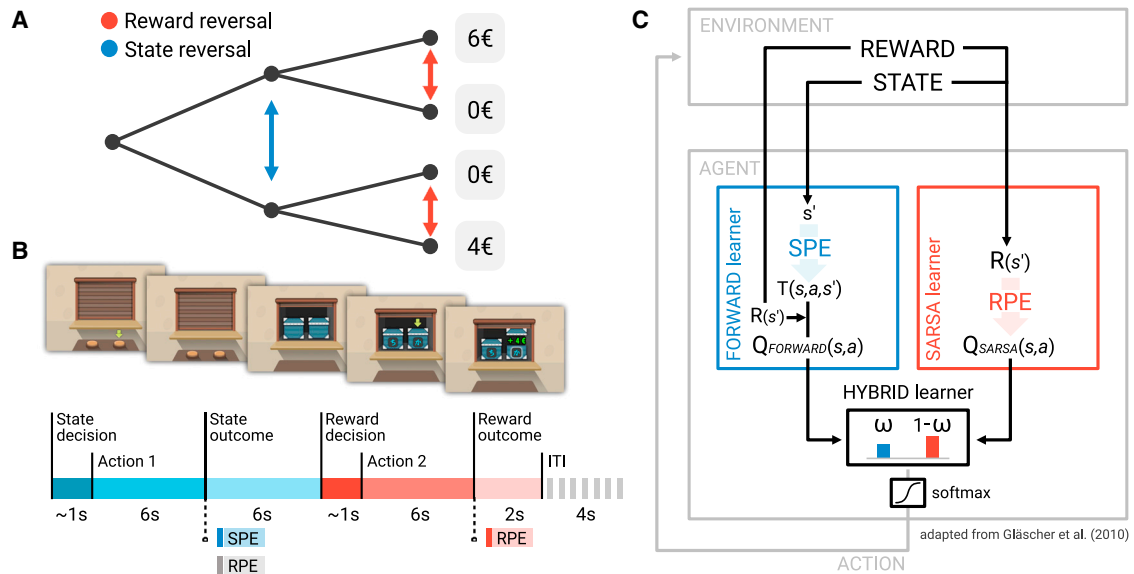 A
Reward reversal
State reversal
6€
0€
0€
4€
B
+4€
State decision
State outcome
Reward decision
Reward outcome
Action 1
Action 2
ITI
~1s
6s
6s
~1s
6s
2s
4s
SPE
RPE
RPE
C
ENVIRONMENT
REWARD
STATE
AGENT
FORWARD learner
s'
SPE
T(s,a,s')
R(s')
QFORWARD(s,a)
SARSA learner
R(s')
RPE
QSARSA(s,a)
HYBRID learner
ω
1-ω
softmax
adapted from Gläscher et al. (2010)
ACTION